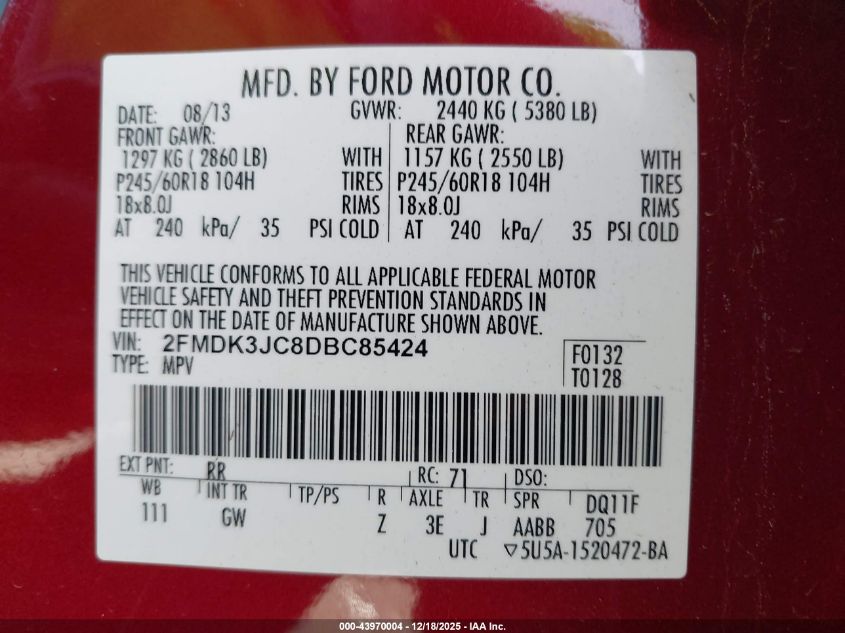 MFD. BY FORD MOTOR CO.
DATE: 08/13 GVWR: 2440 KG ( 5380 LB)
FRONT GAWR: REAR GAWR:
1297 KG ( 2860 LB) WITH 1157 KG ( 2550 LB) WITH
P245/60R18 104H TIRES P245/60R18 104H TIRES
18x8.0J RIMS 18x8.0J RIMS
AT 240 kPa/ 35 PSI COLD AT 240 kPa/ 35 PSI COLD
THIS VEHICLE CONFORMS TO ALL APPLICABLE FEDERAL MOTOR
VEHICLE SAFETY AND THEFT PREVENTION STANDARDS IN
EFFECT ON THE DATE OF MANUFACTURE SHOWN ABOVE.
VIN: 2FMDK3JC8DBC85424 F0132
TYPE: MPV T0128
EXT PNT: RR RC: 71 DSO:
WB INT TR TP/PS R AXLE TR SPR DQ11F
111 GW Z 3E J AABB 705
UTC ▽5U5A-1520472-BA
000-43970004 - 12/18/2025 - IAA Inc.